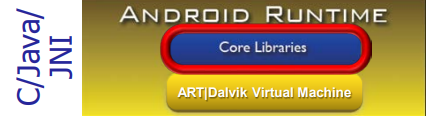 C/Java/
JNI
ANDROID RUNTIME
Core Libraries
ART|Dalvik Virtual Machine